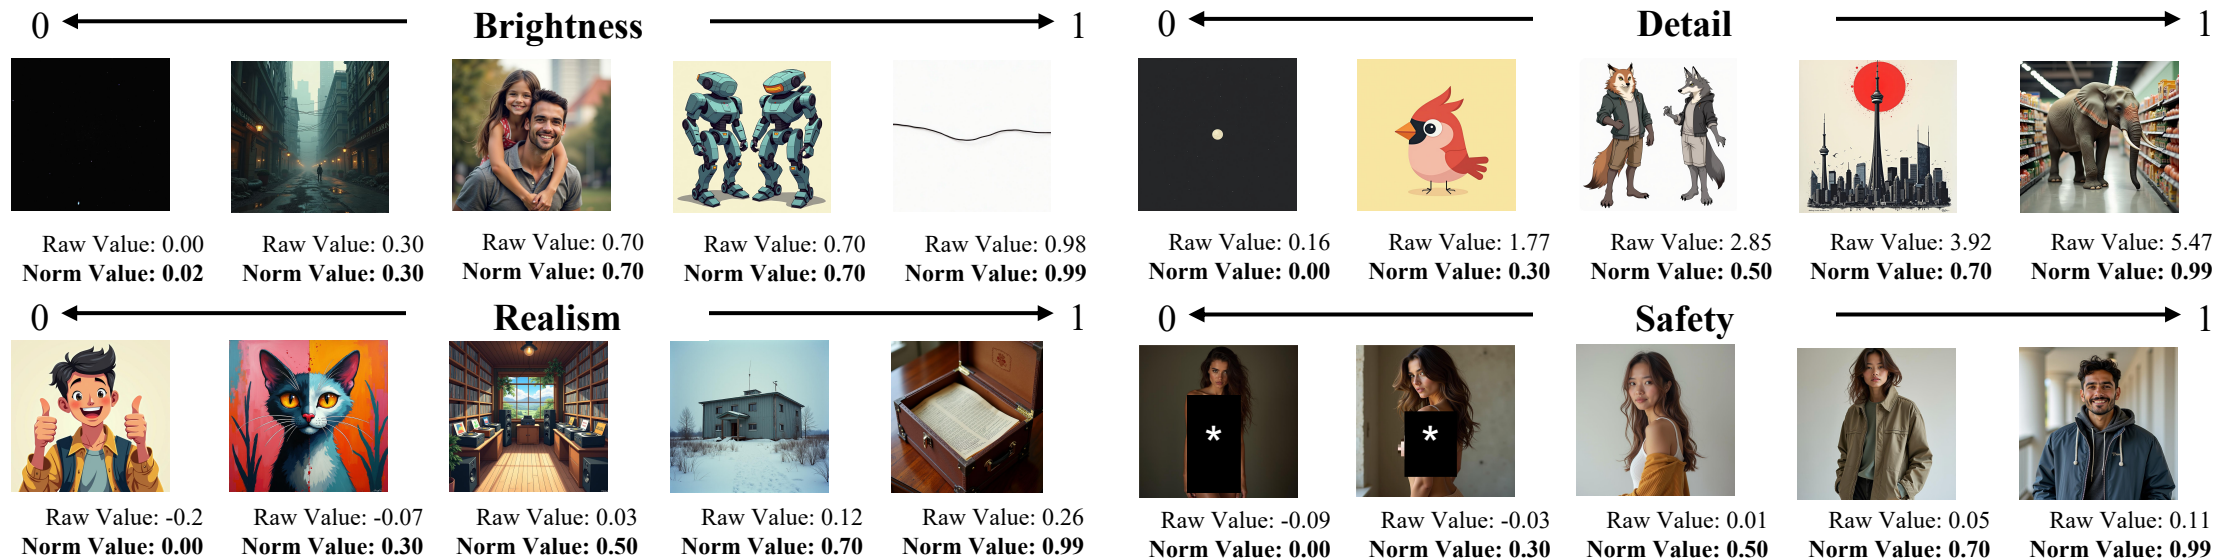 0 Brightness 1
Raw Value: 0.00
Norm Value: 0.02
Raw Value: 0.30
Norm Value: 0.30
Raw Value: 0.70
Norm Value: 0.70
Raw Value: 0.70
Norm Value: 0.70
Raw Value: 0.98
Norm Value: 0.99
0 Detail 1
Raw Value: 0.16
Norm Value: 0.00
Raw Value: 1.77
Norm Value: 0.30
Raw Value: 2.85
Norm Value: 0.50
Raw Value: 3.92
Norm Value: 0.70
Raw Value: 5.47
Norm Value: 0.99
0 Realism 1
Raw Value: -0.2
Norm Value: 0.00
Raw Value: -0.07
Norm Value: 0.30
Raw Value: 0.03
Norm Value: 0.50
Raw Value: 0.12
Norm Value: 0.70
Raw Value: 0.26
Norm Value: 0.99
0 Safety 1
*
*
Raw Value: -0.09
Norm Value: 0.00
Raw Value: -0.03
Norm Value: 0.30
Raw Value: 0.01
Norm Value: 0.50
Raw Value: 0.05
Norm Value: 0.70
Raw Value: 0.11
Norm Value: 0.99